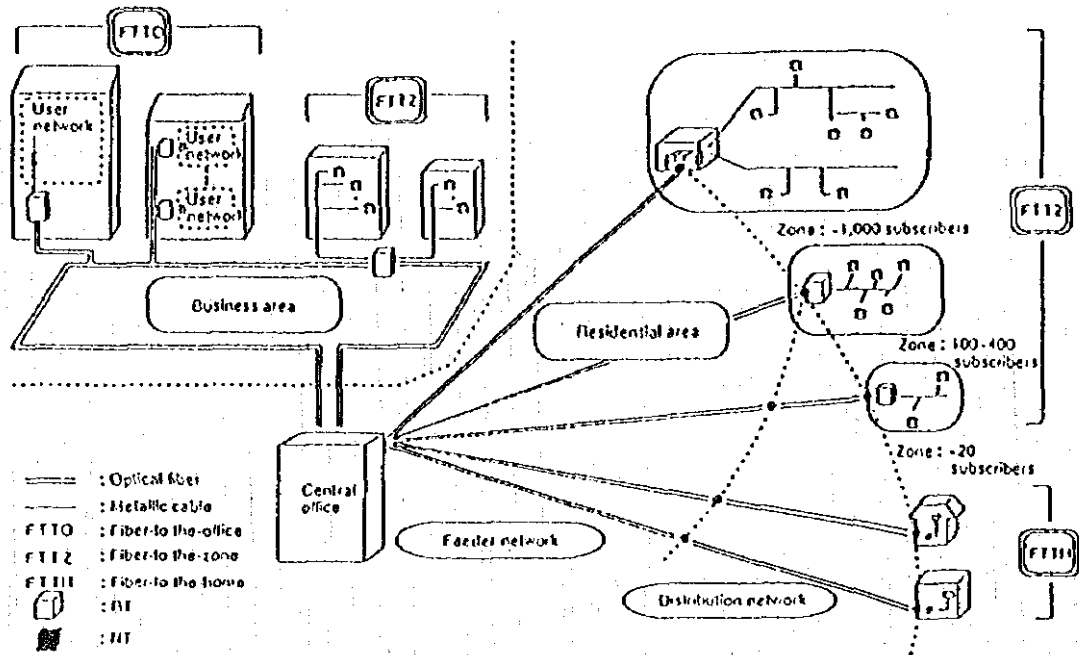 FTTO
FTTZ
User
network
User
network
User
network
Business area
Residential area
Zone : ~1,000 subscribers
FTTZ
Zone : 100-400
subscribers
Zone : ~20
subscribers
Central
office
Feeder network
Distribution network
FTTH
: Optical fiber
: Metallic cable
FTTO : Fiber-to-the-office
FTTZ : Fiber-to-the-zone
FTTH : Fiber-to-the-home